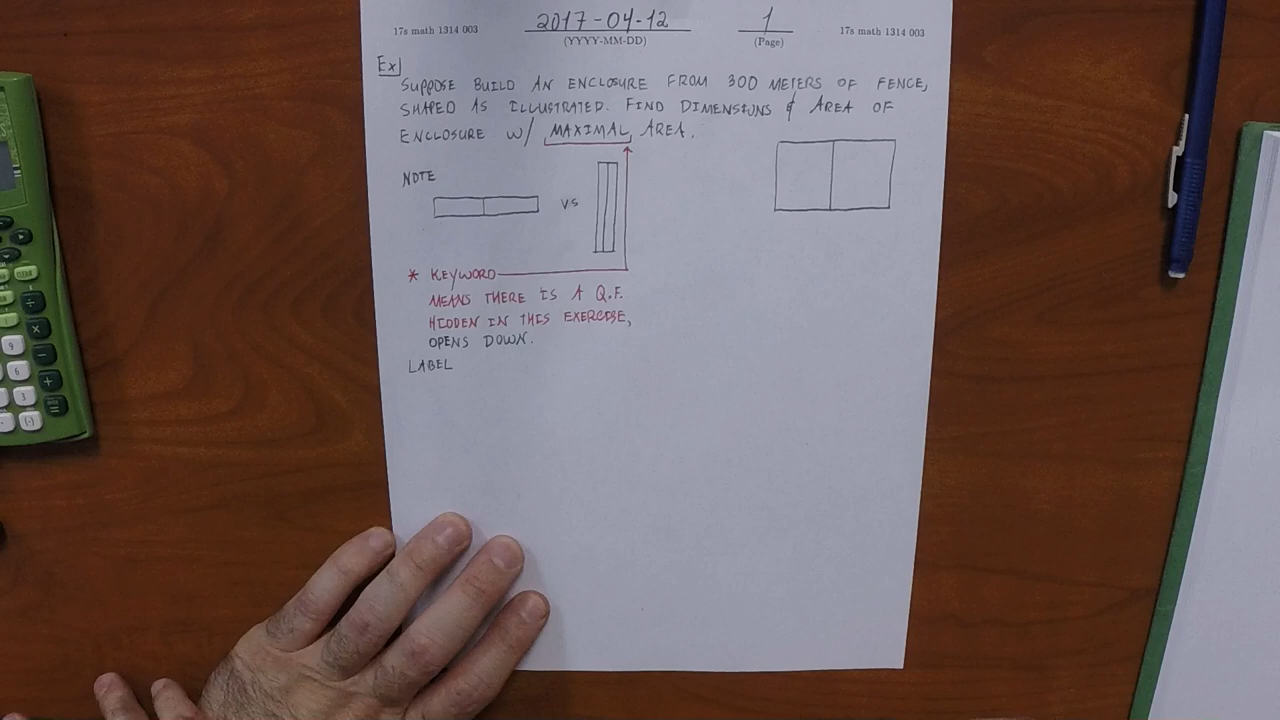 17s math 1314 003 2017-04-12 1 17s math 1314 003
(YYYY-MM-DD) (Page)
Ex
SUPPOSE BUILD AN ENCLOSURE FROM 300 METERS OF FENCE,
SHAPED AS ILLUSTRATED. FIND DIMENSIONS & AREA OF
ENCLOSURE W/ MAXIMAL AREA.
NOTE
VS
* KEYWORD
MEANS THERE IS A Q.F.
HIDDEN IN THIS EXERCISE,
OPENS DOWN.
LABEL